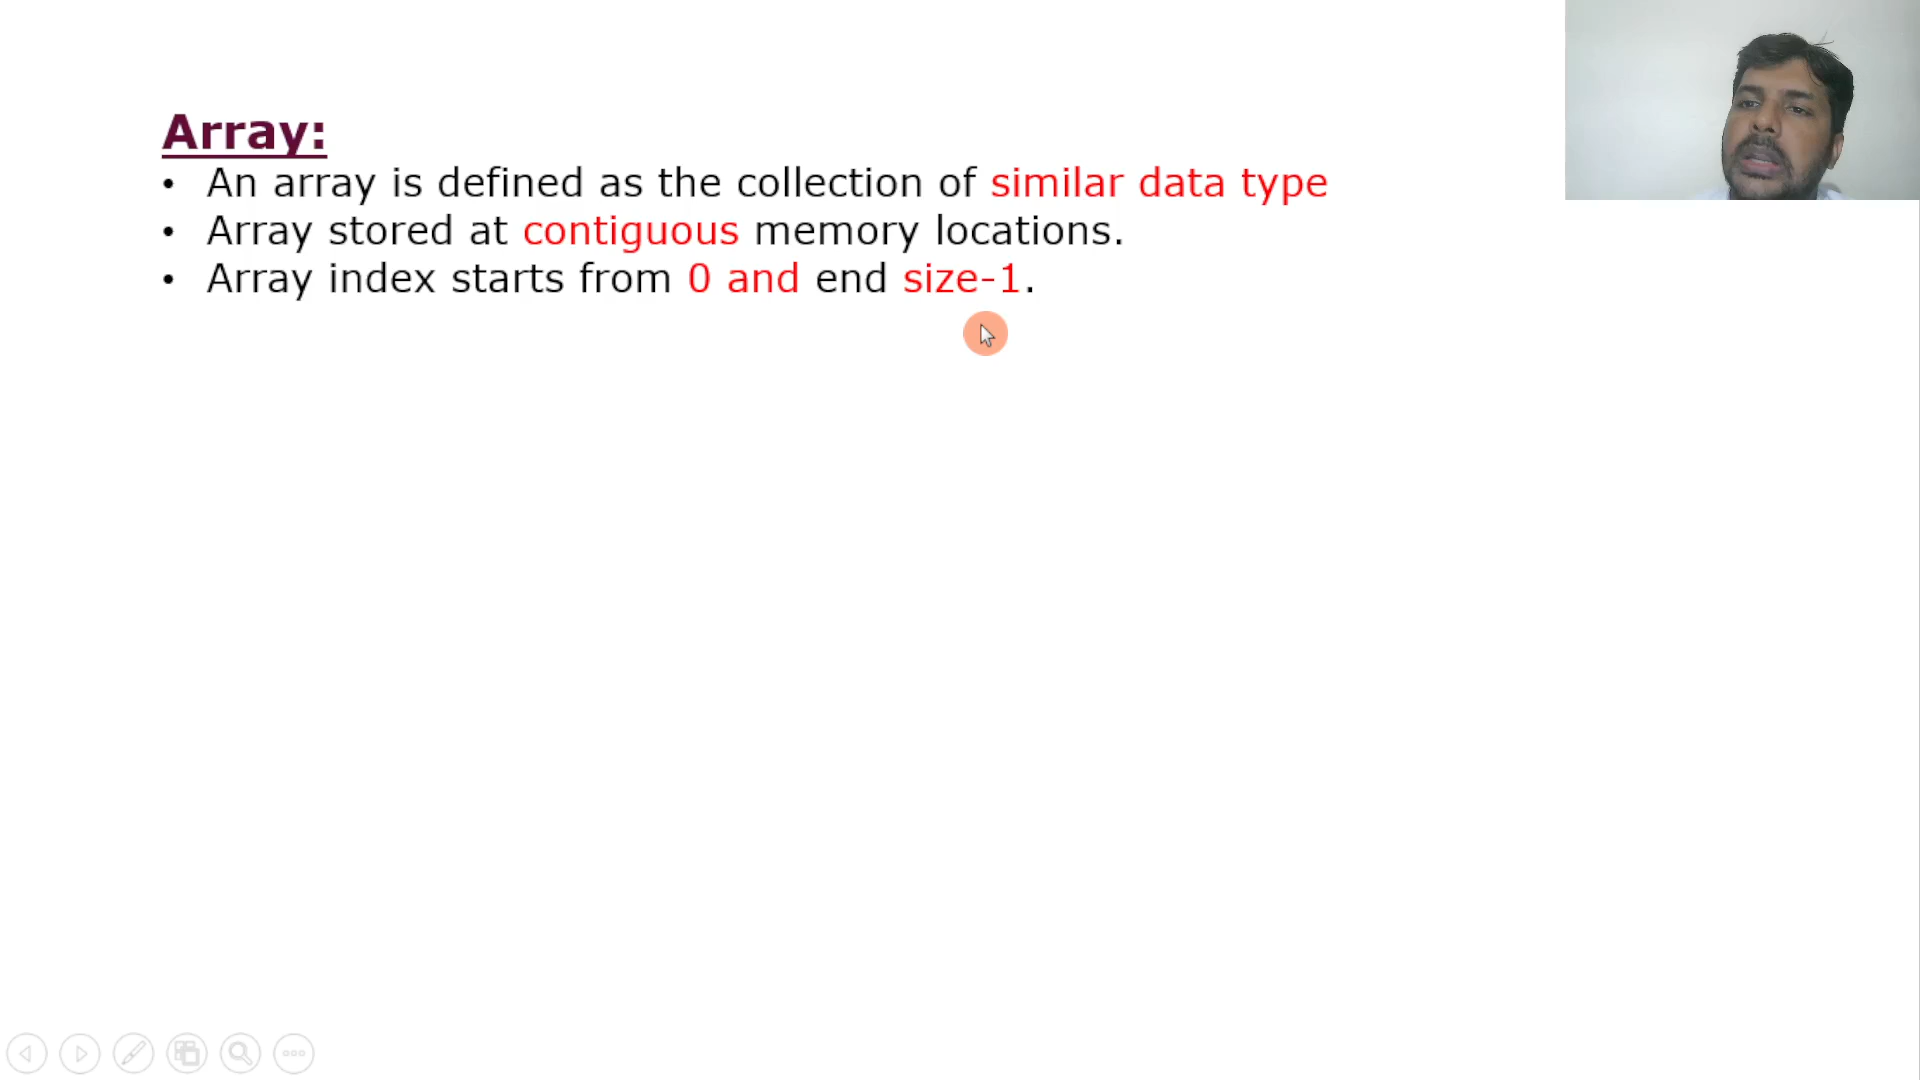 Array:
• An array is defined as the collection of similar data type
• Array stored at contiguous memory locations.
• Array index starts from 0 and end size-1.